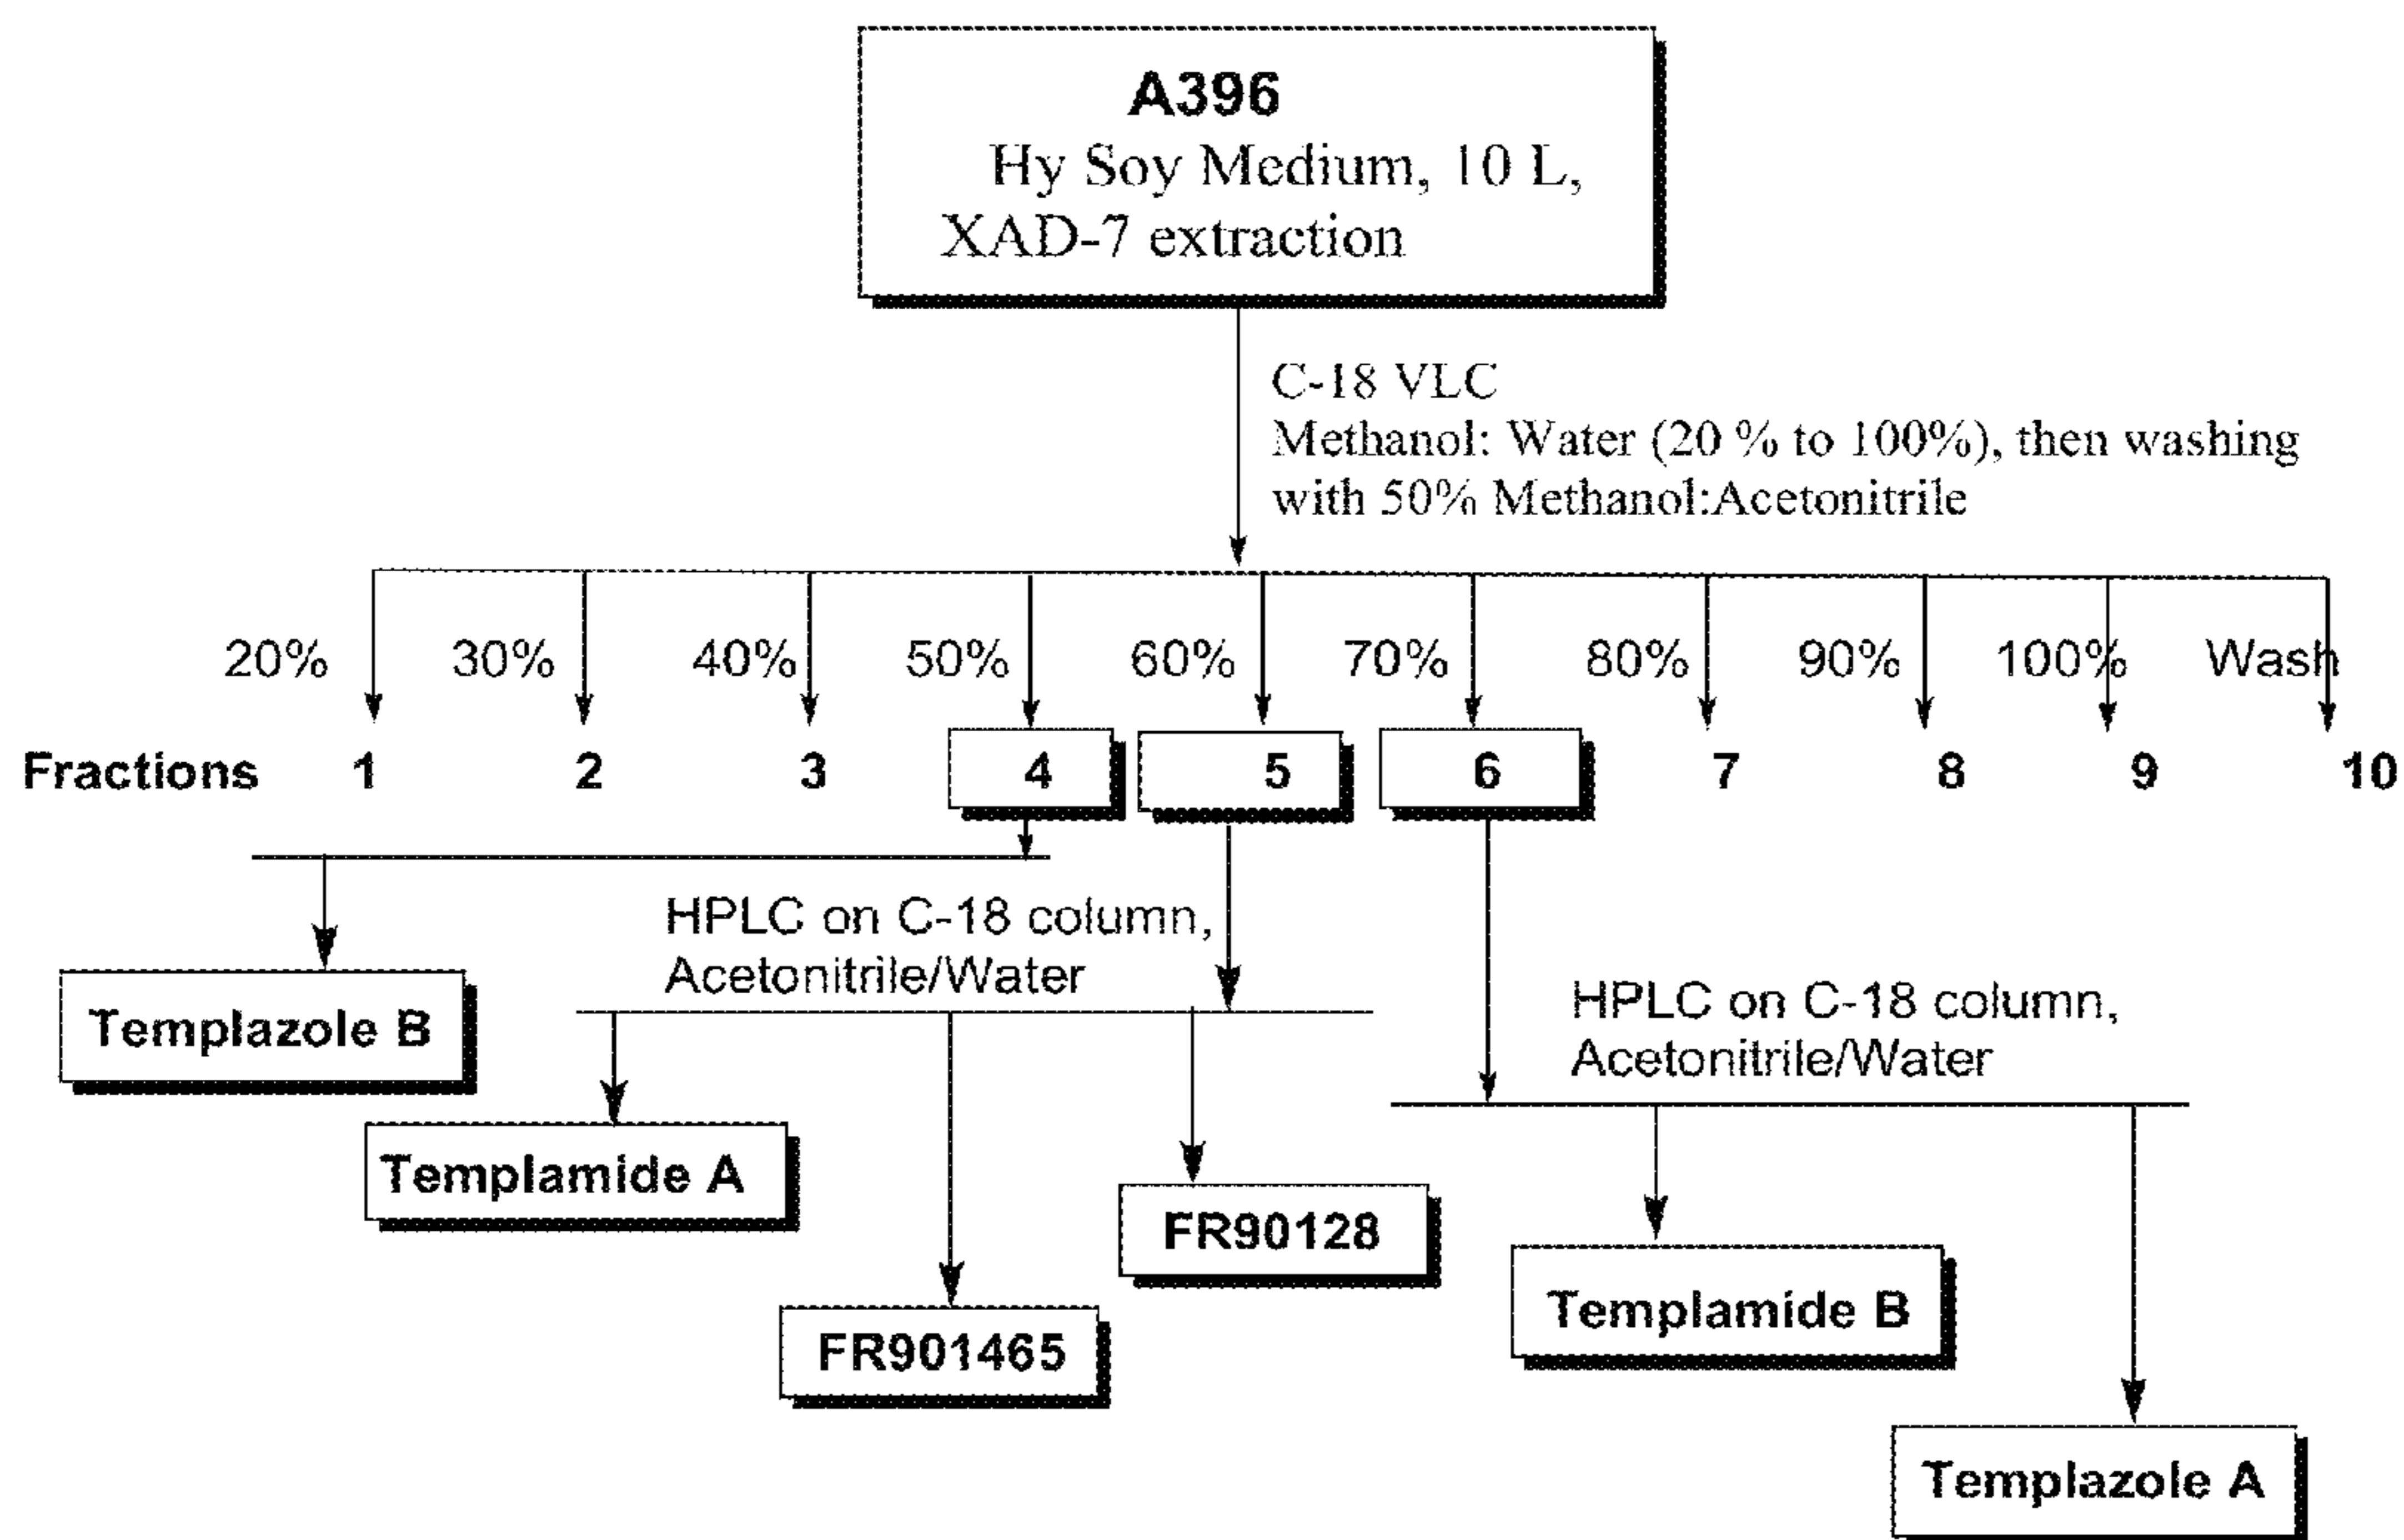 A396
Hy Soy Medium, 10 L,
XAD-7 extraction
C-18 VLC
Methanol: Water (20 % to 100%), then washing
with 50% Methanol:Acetonitrile
20% 30% 40% 50% 60% 70% 80% 90% 100% Wash
Fractions 1 2 3 4 5 6 7 8 9 10
HPLC on C-18 column,
Acetonitrile/Water
HPLC on C-18 column,
Acetonitrile/Water
Templazole B
Templamide A
FR90128
FR901465
Templamide B
Templazole A